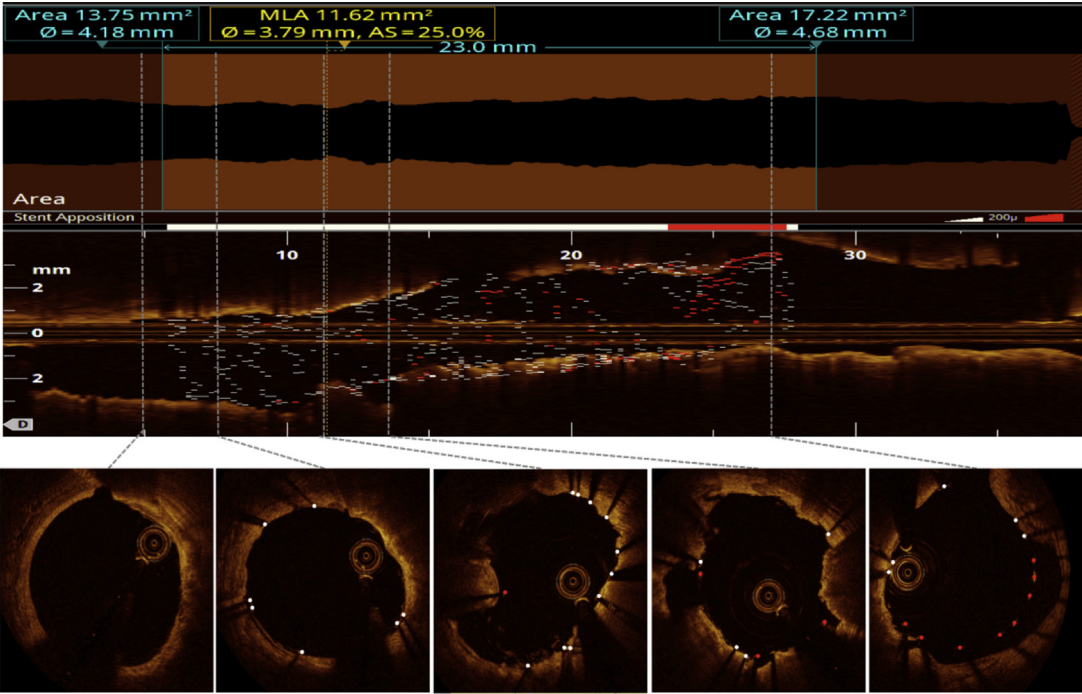 Area 13.75 mm²
Ø = 4.18 mm
MLA 11.62 mm²
Ø = 3.79 mm, AS = 25.0%
Area 17.22 mm²
Ø = 4.68 mm
23.0 mm
Area
Stent Apposition
200µ
10 20 30
mm
2
0
2
D